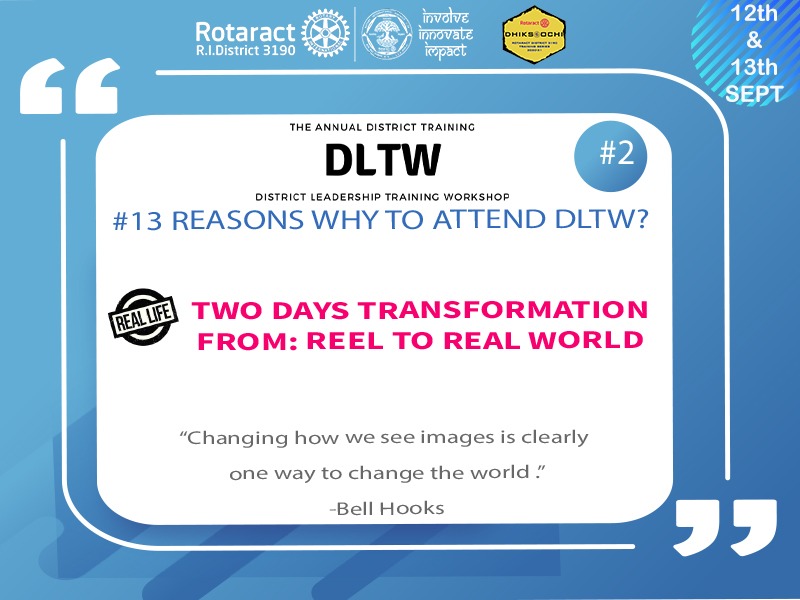 Rotaract
R.I.District 3190
involve
innovate
impact
Rotaract
DHIKSOOCHI
12th
&
13th
SEPT
THE ANNUAL DISTRICT TRAINING
DLTW
#2
DISTRICT LEADERSHIP TRAINING WORKSHOP
#13 REASONS WHY TO ATTEND DLTW?
REAL LIFE
TWO DAYS TRANSFORMATION
FROM: REEL TO REAL WORLD
“Changing how we see images is clearly
one way to change the world .”
-Bell Hooks